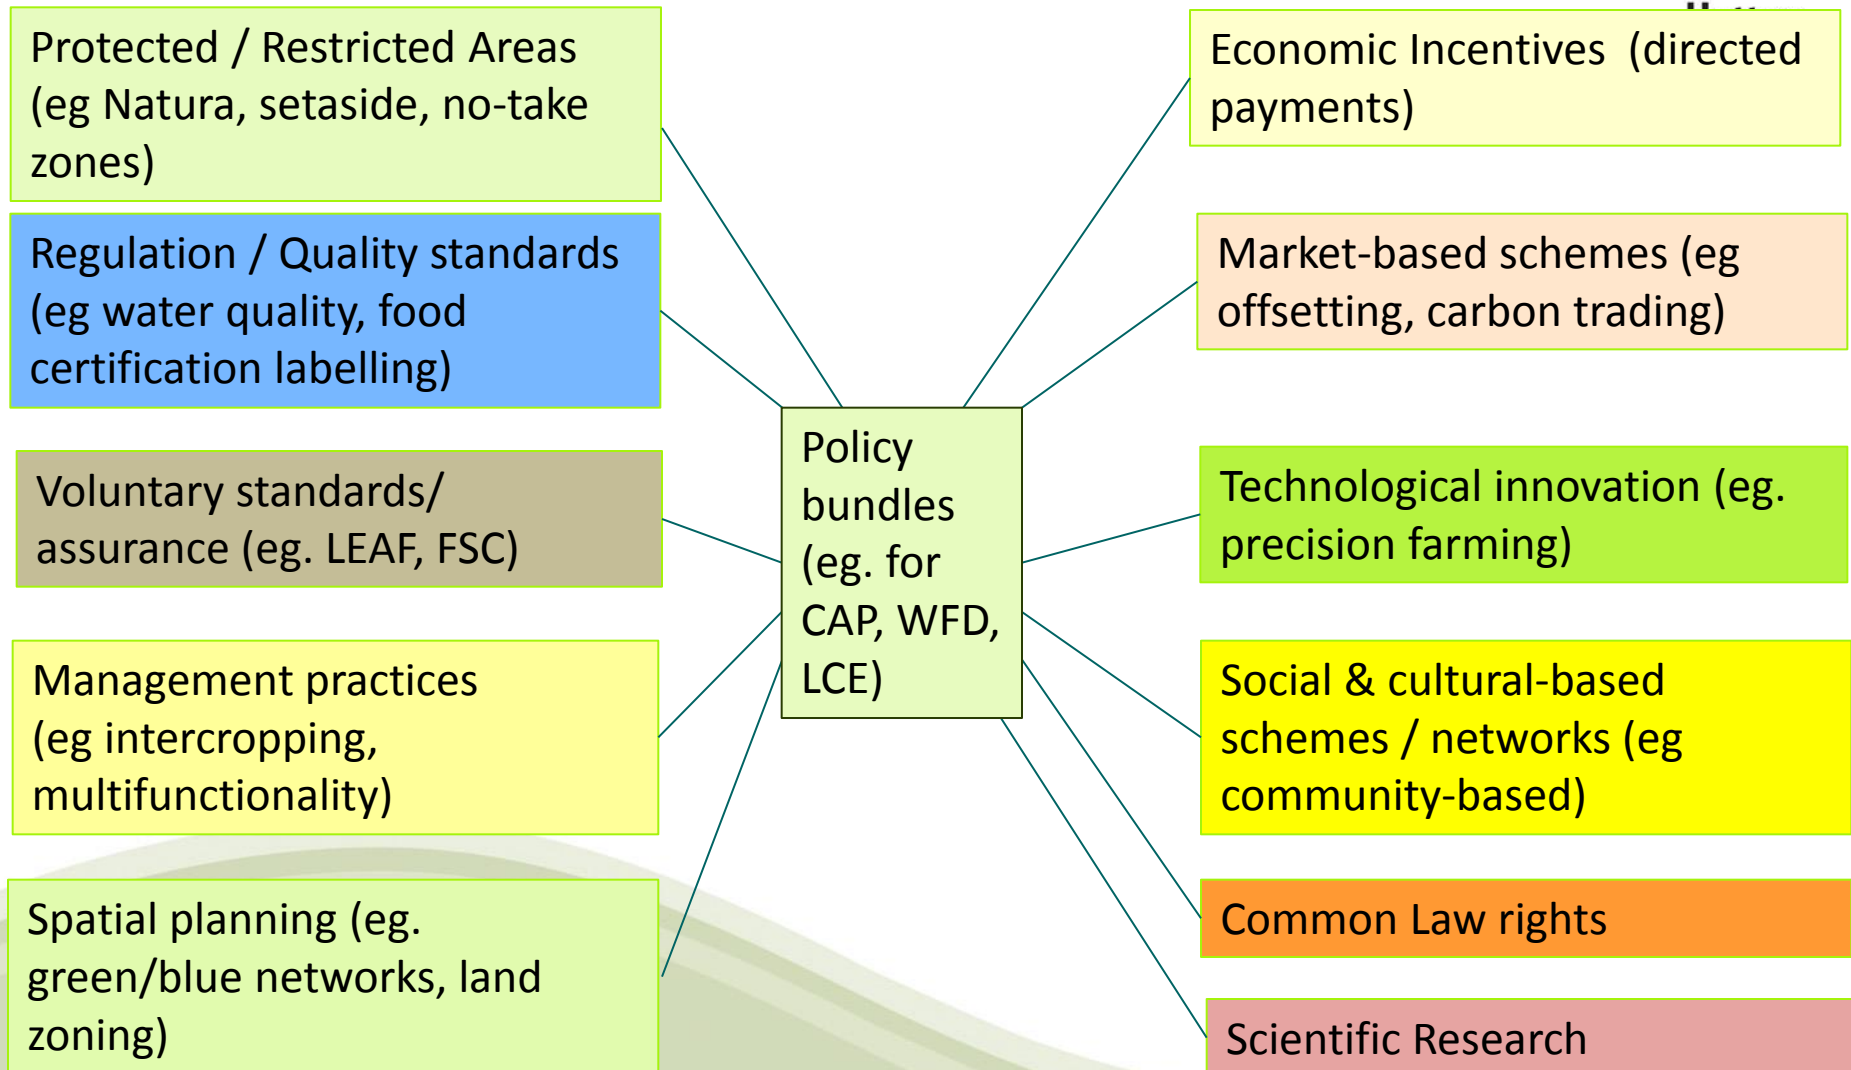 Protected / Restricted Areas
(eg Natura, setaside, no-take
zones)
Regulation / Quality standards
(eg water quality, food
certification labelling)
Voluntary standards/
assurance (eg. LEAF, FSC)
Management practices
(eg intercropping,
multifunctionality)
Spatial planning (eg.
green/blue networks, land
zoning)
Policy
bundles
(eg. for
CAP, WFD,
LCE)
Economic Incentives (directed
payments)
Market-based schemes (eg
offsetting, carbon trading)
Technological innovation (eg.
precision farming)
Social & cultural-based
schemes / networks (eg
community-based)
Common Law rights
Scientific Research